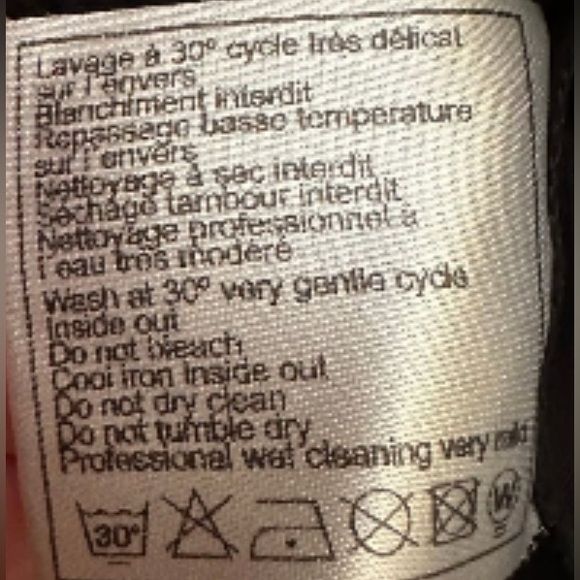 Lavage à 30° cycle très délicat
sur l'envers
Blanchiment interdit
Repassage basse temperature
sur l'envers
Nettoyage à sec interdit
Séchage tambour interdit
Nettoyage professionnel à
l'eau très modéré
Wash at 30° very gentle cycle
Inside out
Do not bleach
Cool iron inside out
Do not dry clean
Do not tumble dry
Professional wet cleaning very mild
30° W